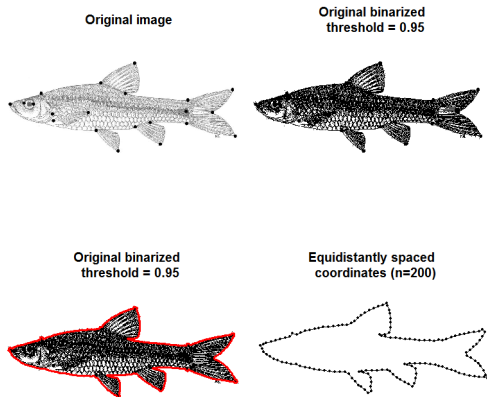 Original image
Original binarized
threshold = 0.95
Original binarized
threshold = 0.95
Equidistantly spaced
coordinates (n=200)